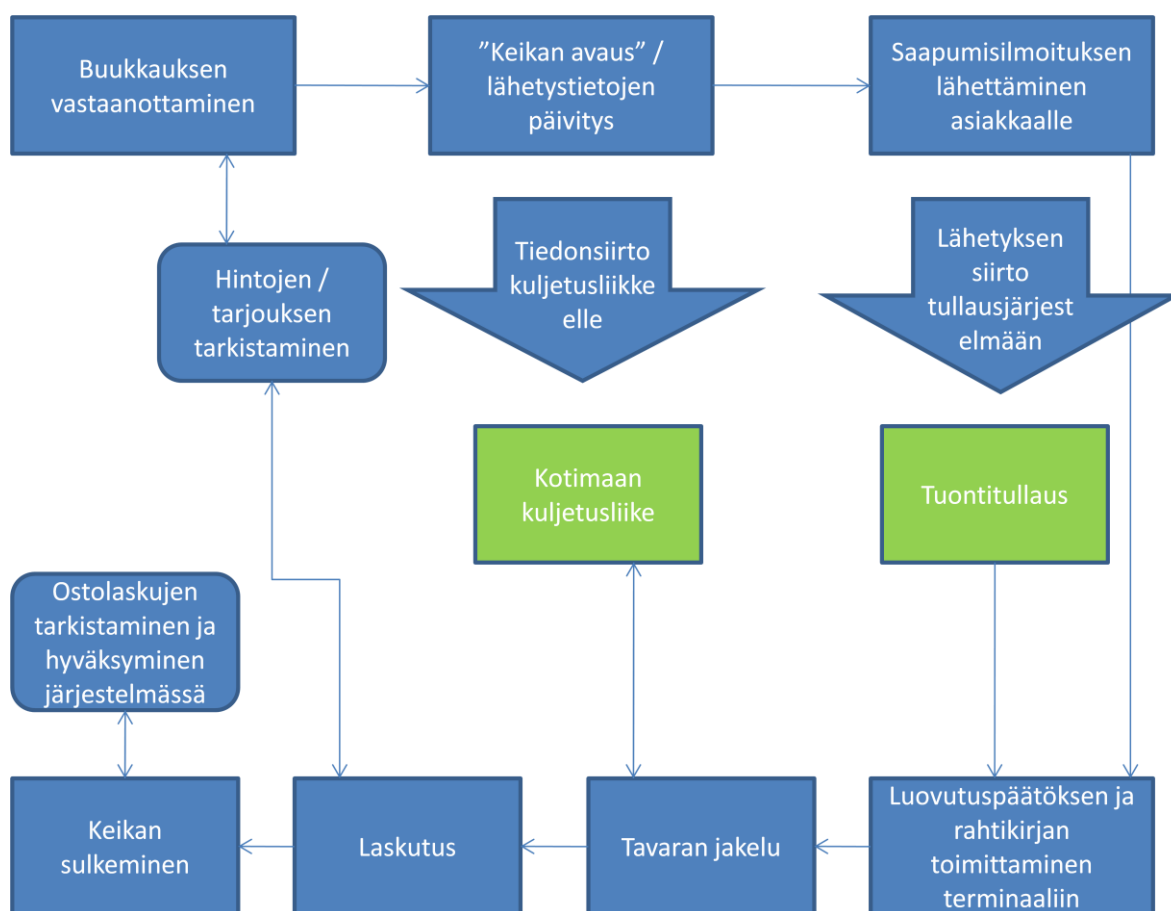 Buukkauksen
vastaanottaminen
”Keikan avaus” /
lähetystietojen
päivitys
Saapumisilmoituksen
lähettäminen
asiakkaalle
Hintojen /
tarjouksen
tarkistaminen
Tiedonsiirto
kuljetusliikke
elle
Lähetyksen
siirto
tullausjärjest
elmään
Kotimaan
kuljetusliike
Tuontitullaus
Ostolaskujen
tarkistaminen ja
hyväksyminen
järjestelmässä
Keikan
sulkeminen
Laskutus
Tavaran jakelu
Luovutuspäätöksen ja
rahtikirjan
toimittaminen
terminaaliin